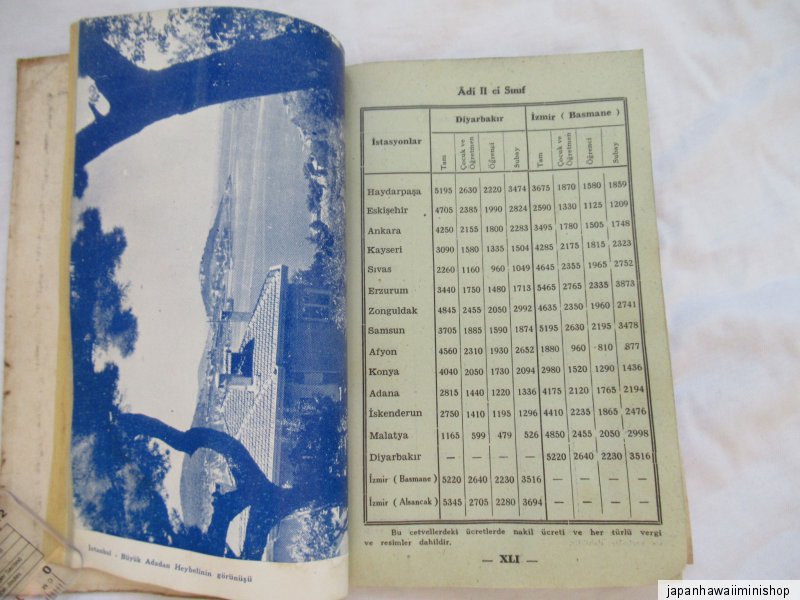 Âdi II ci Sınıf
İstasyonlar Diyarbakır İzmir ( Basmane )
Tam Çocuk ve Öğretmen Öğrenci Subay Tam Çocuk ve Öğretmen Öğrenci Subay
Haydarpaşa 5195 2630 2220 3474 3675 1870 1580 1859
Eskişehir 4705 2385 1990 2824 2590 1330 1125 1209
Ankara 4250 2155 1800 2283 3495 1780 1505 1748
Kayseri 3090 1580 1335 1504 4285 2175 1815 2323
Sıvas 2260 1160 960 1049 4645 2355 1965 2752
Erzurum 3440 1750 1480 1713 5465 2765 2335 3873
Zonguldak 4845 2455 2050 2992 4635 2350 1960 2741
Samsun 3705 1885 1590 1874 5195 2630 2195 3478
Afyon 4560 2310 1930 2652 1880 960 810 877
Konya 4040 2050 1730 2094 2980 1520 1290 1436
Adana 2815 1440 1220 1336 4175 2120 1765 2194
İskenderun 2750 1410 1195 1296 4410 2235 1865 2476
Malatya 1165 599 479 526 4850 2455 2050 2998
Diyarbakır — — — — 5220 2640 2230 3516
İzmir ( Basmane ) 5220 2640 2230 3516 — — — —
İzmir ( Alsancak ) 5345 2705 2280 3694 — — — —
Bu cetvellerdeki ücretlerde nakil ücreti ve her türlü vergi
ve resimler dahildir.
— XLI —
İstanbul - Büyük Adadan Heybelinin görünüşü
japanhawaiiminishop